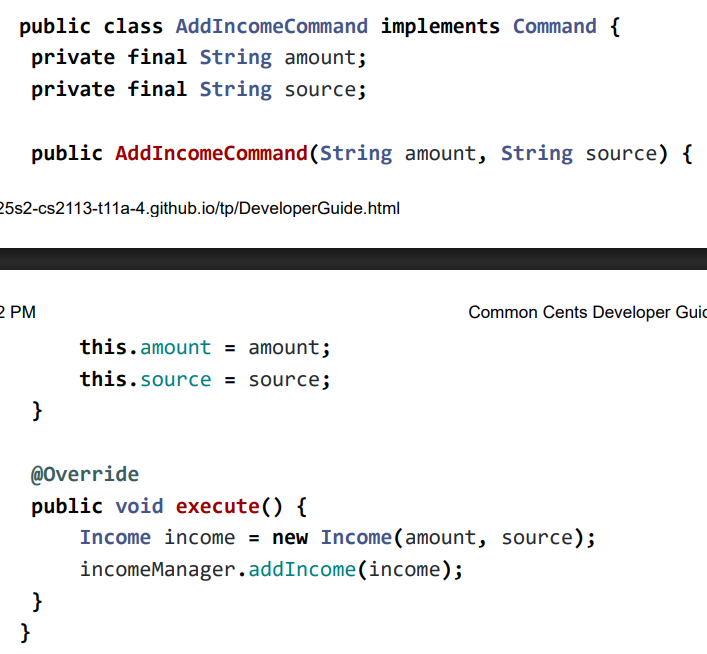 public class AddIncomeCommand implements Command {
private final String amount;
private final String source;
public AddIncomeCommand(String amount, String source) {
25s2-cs2113-t11a-4.github.io/tp/DeveloperGuide.html
2 PM
Common Cents Developer Guid
this.amount = amount;
this.source = source;
}
@Override
public void execute() {
Income income = new Income(amount, source);
incomeManager.addIncome(income);
}
}